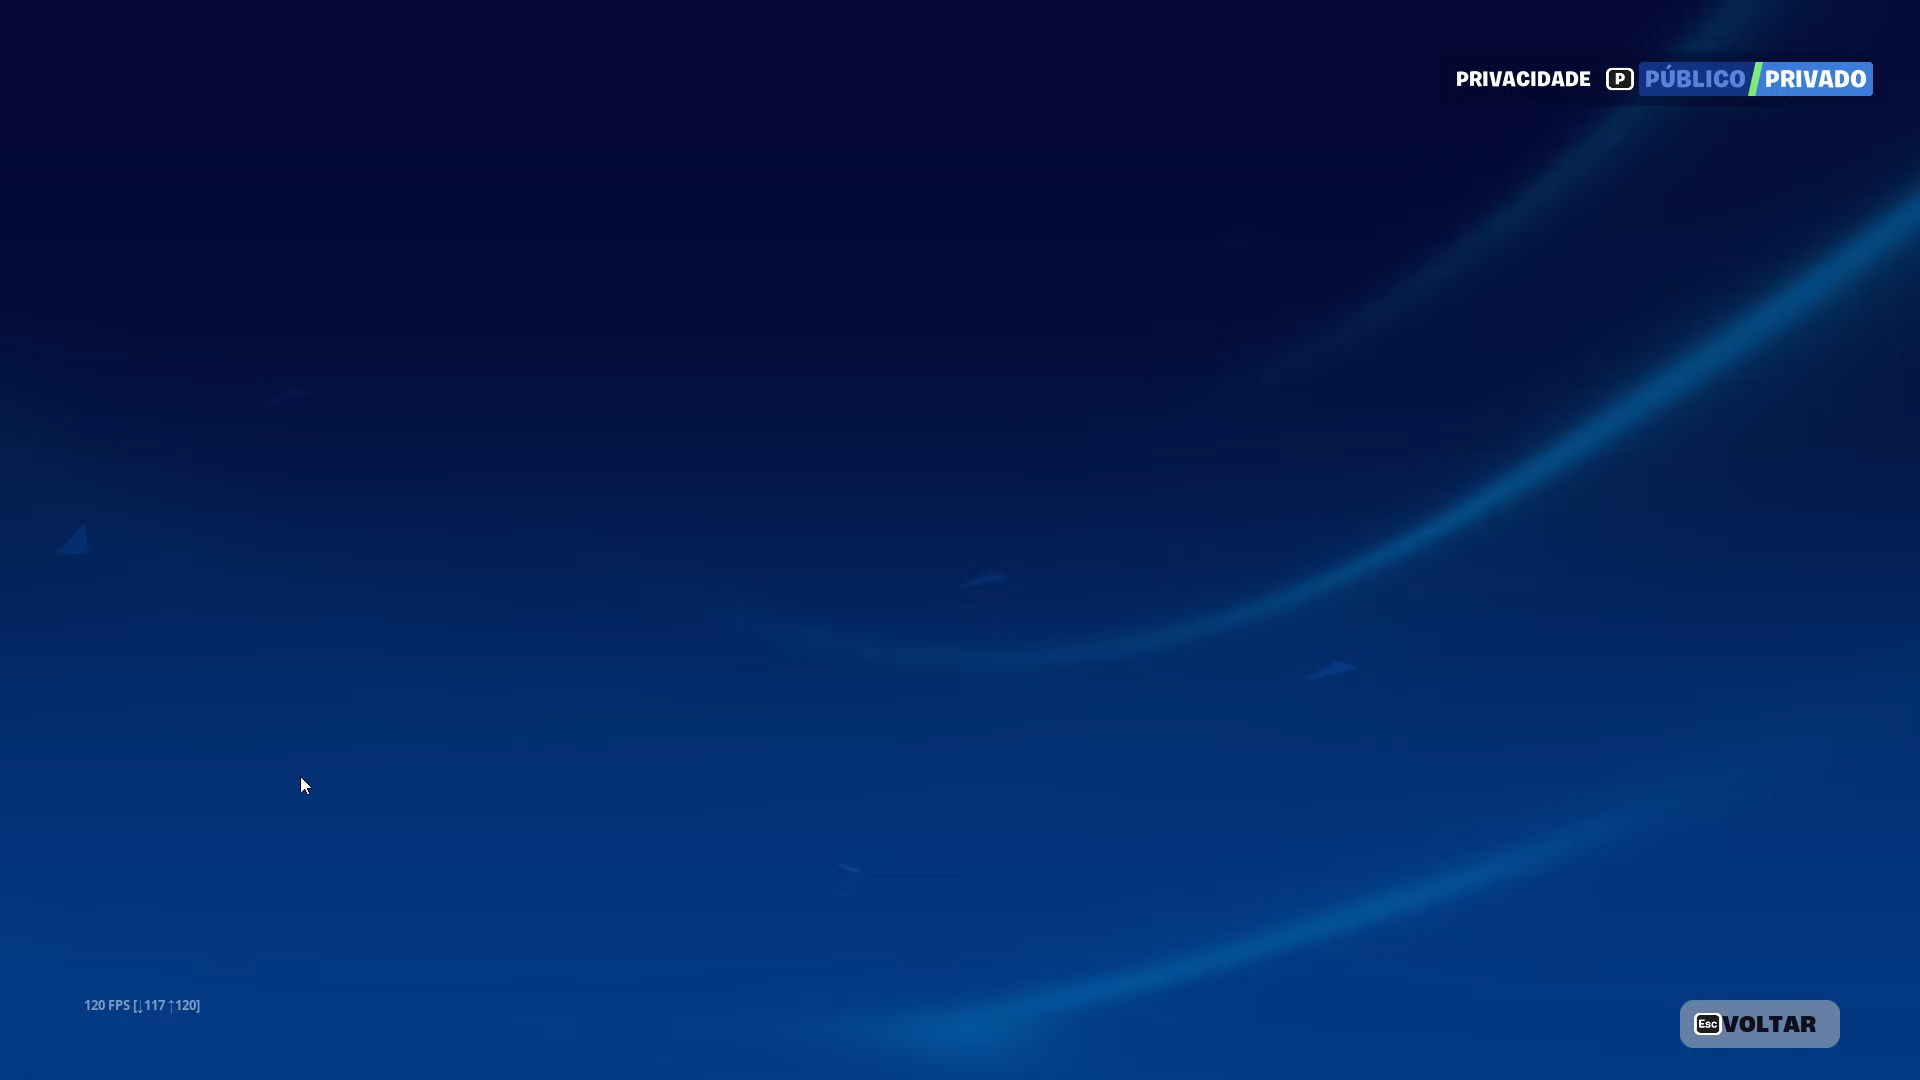 PRIVACIDADE P PÚBLICO/PRIVADO
120 FPS [↓117 ↑120]
Esc VOLTAR